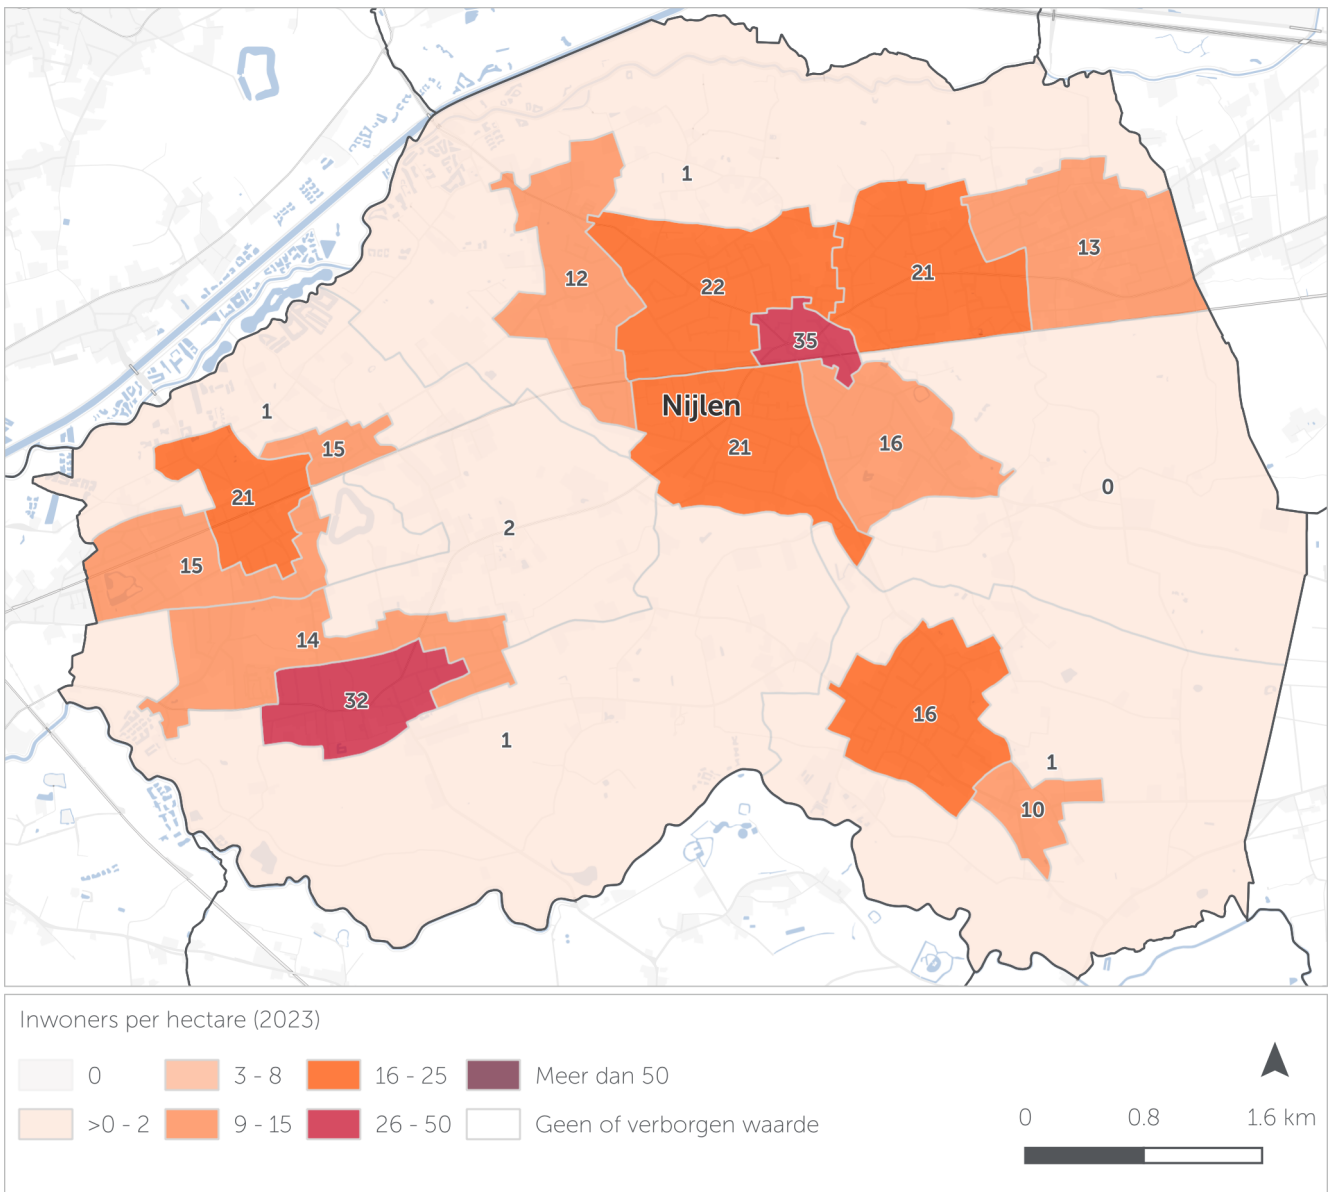 1
12
22
21
13
35
Nijlen
1
15
21
16
21
0
2
15
14
32
1
16
1
10
Inwoners per hectare (2023)
0
3 - 8
16 - 25
Meer dan 50
>0 - 2
9 - 15
26 - 50
Geen of verborgen waarde
0 0.8 1.6 km